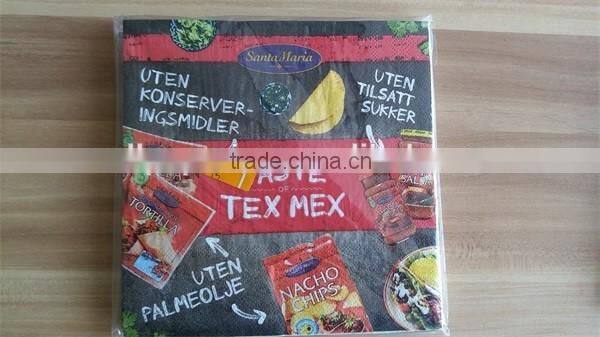 Santa Maria
UTEN
KONSERVER-
INGSMIDLER
UTEN
TILSATT
SUKKER
trade.china.cn
TASTE
OF
TEX MEX
TORTILLA
SALSA
UTEN
PALMEOLJE
NACHO
CHIPS